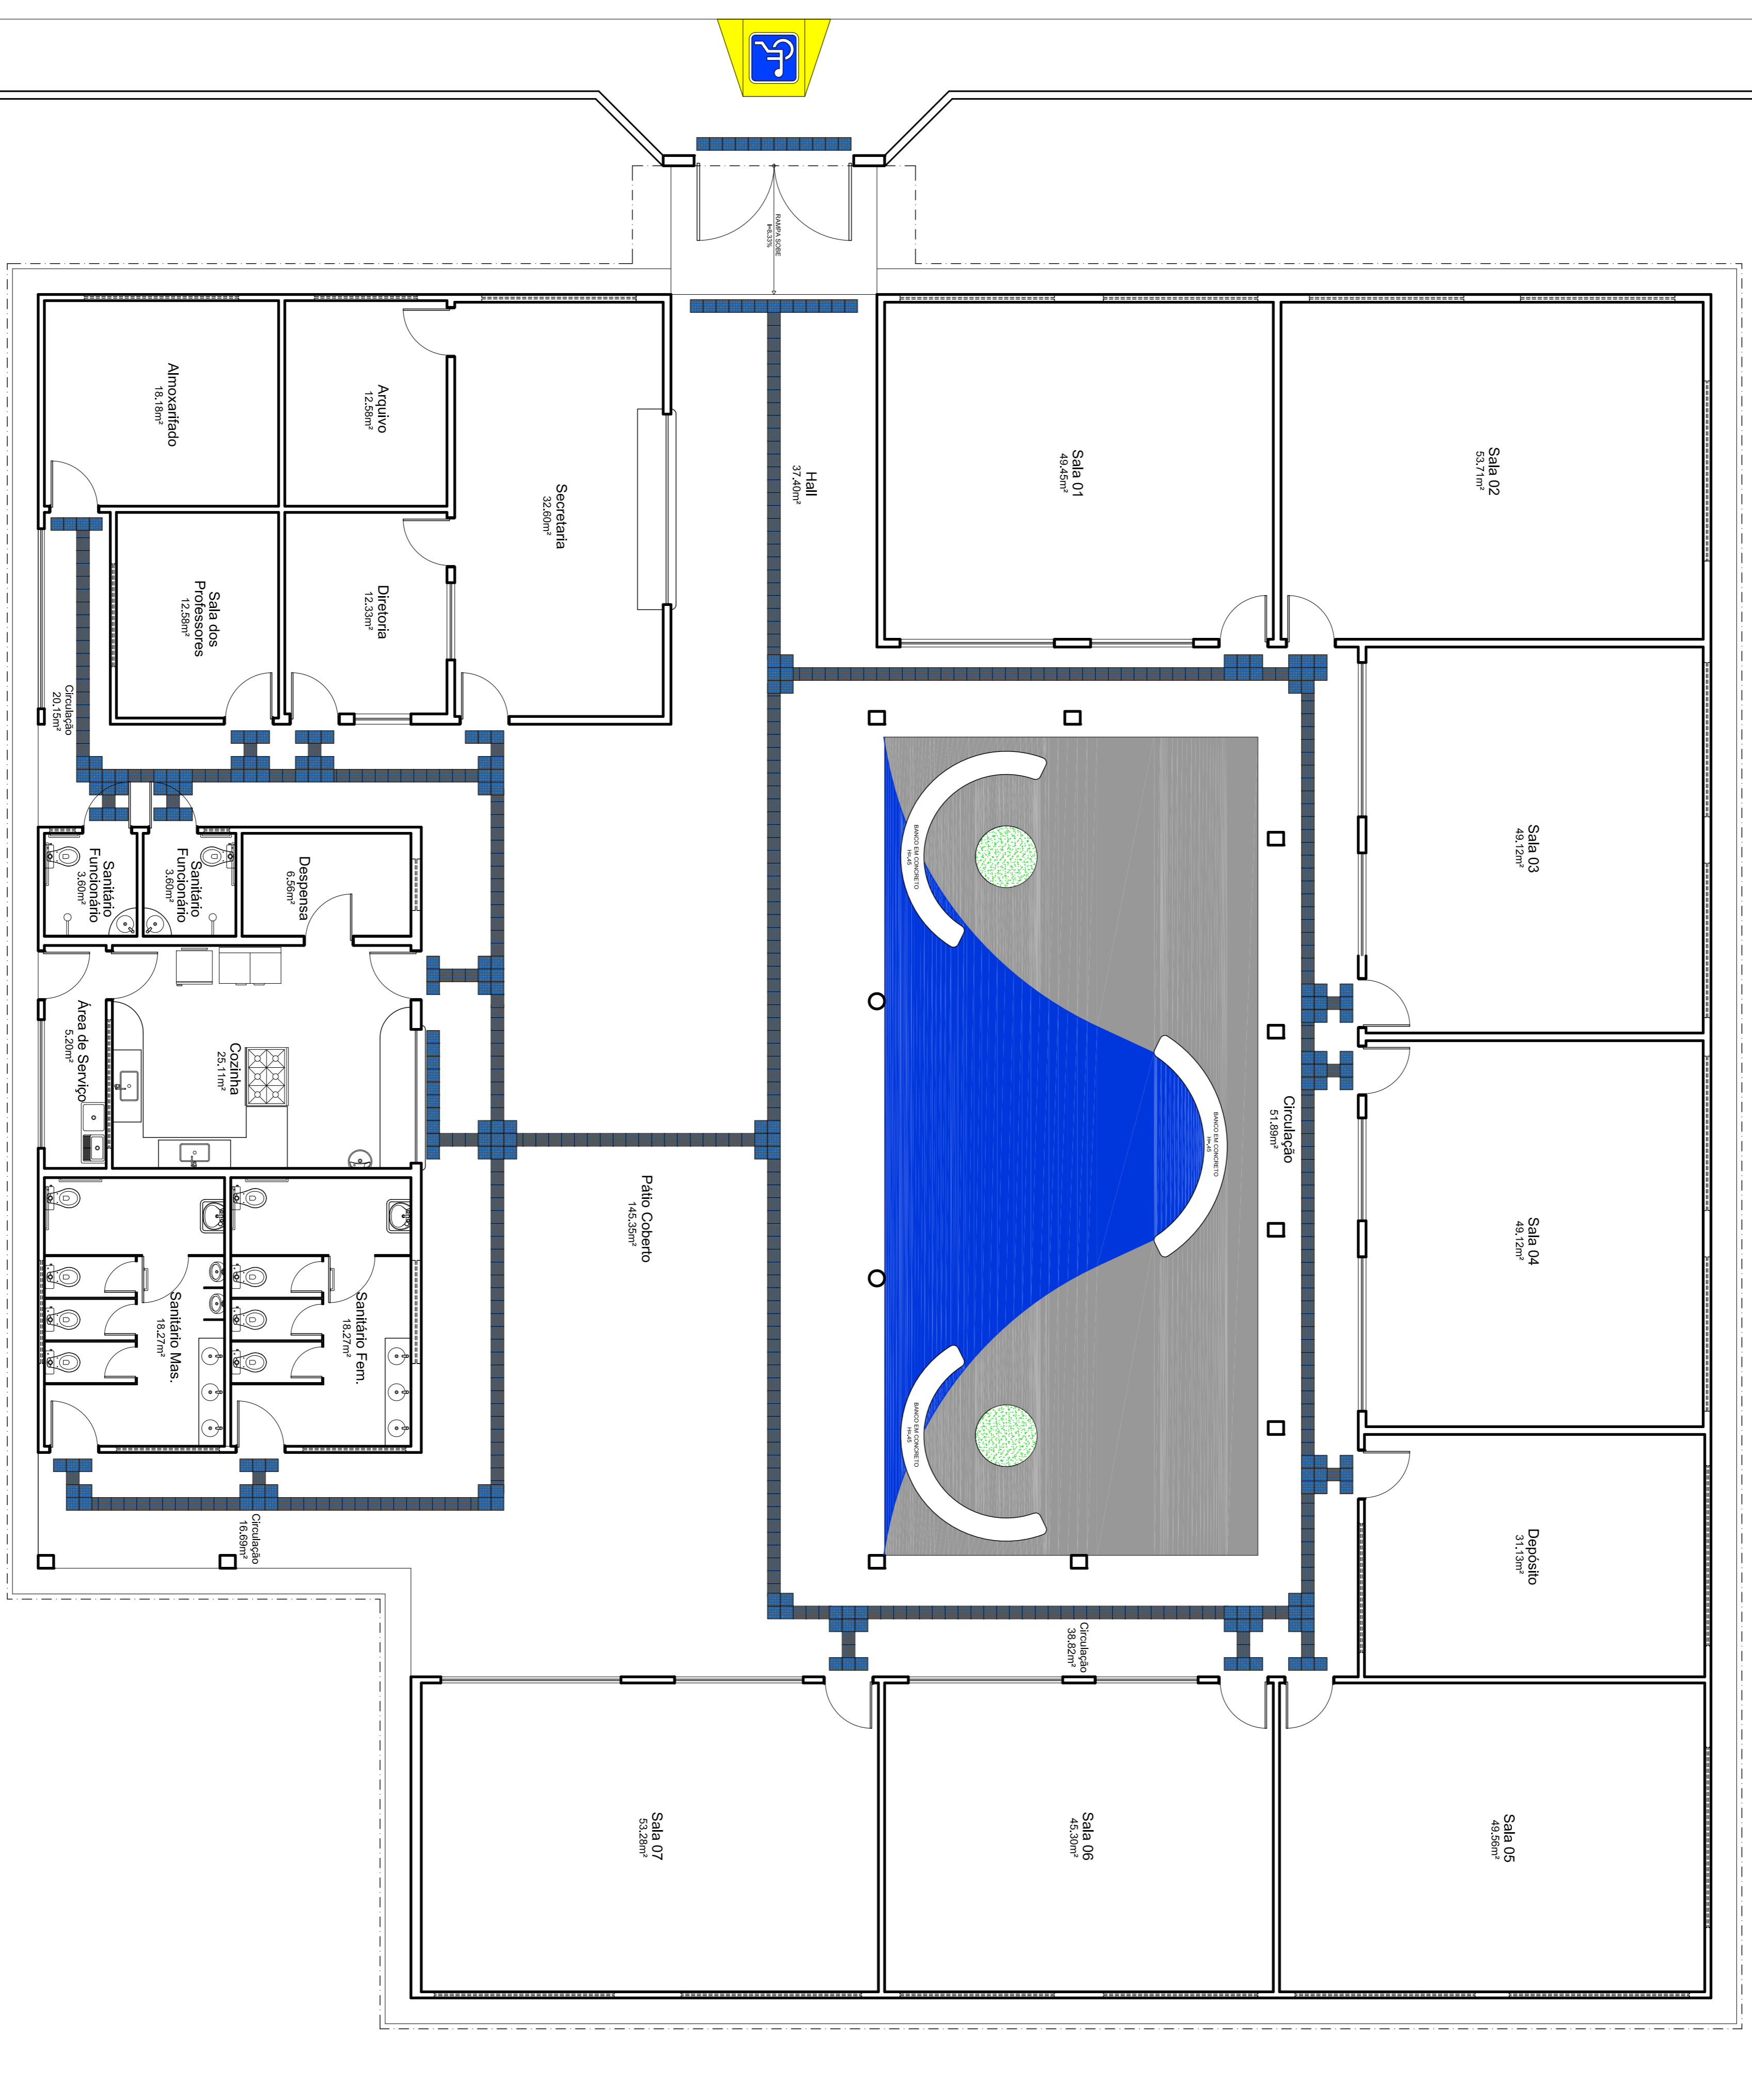 RAMPA SOBE
i=8,33%
Almoxarifado
18.18m²
Arquivo
12.58m²
Secretaria
32.60m²
Hall
37.40m²
Sala 01
49.45m²
Sala 02
53.71m²
Sala dos
Professores
12.58m²
Diretoria
12.33m²
Circulação
20.15m²
Sanitário
Funcionário
3.60m²
Sanitário
Funcionário
3.60m²
Despensa
6.56m²
BANCO EM CONCRETO
H=.45
Sala 03
49.12m²
Área de Serviço
5.20m²
Cozinha
25.11m²
Pátio Coberto
145.35m²
BANCO EM CONCRETO
H=.45
Circulação
51.89m²
Sala 04
49.12m²
Sanitário Mas.
18.27m²
Sanitário Fem.
18.27m²
BANCO EM CONCRETO
H=.45
Circulação
16.69m²
Depósito
31.13m²
Circulação
38.82m²
Sala 07
53.28m²
Sala 06
45.30m²
Sala 05
49.56m²